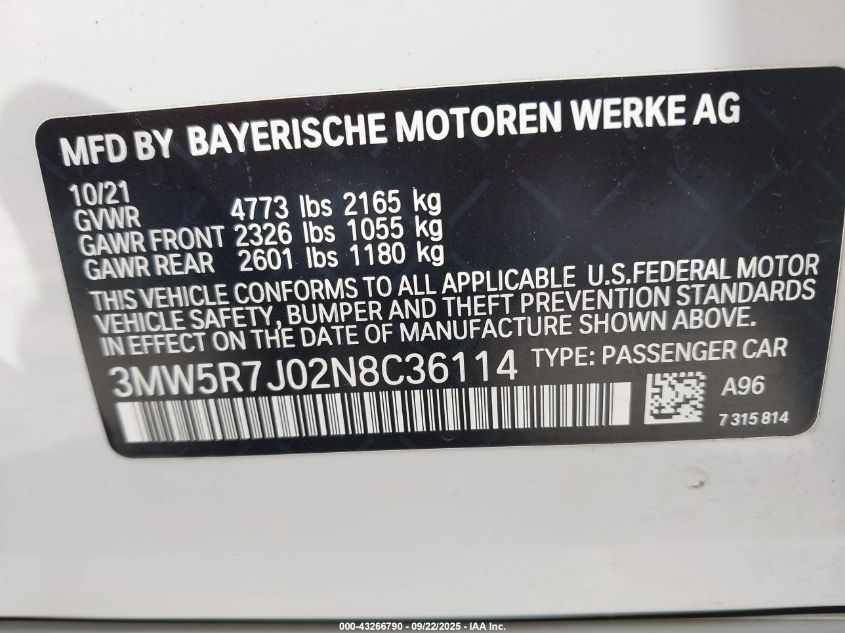 MFD BY BAYERISCHE MOTOREN WERKE AG
10/21
GVWR 4773 lbs 2165 kg
GAWR FRONT 2326 lbs 1055 kg
GAWR REAR 2601 lbs 1180 kg
THIS VEHICLE CONFORMS TO ALL APPLICABLE U.S.FEDERAL MOTOR
VEHICLE SAFETY, BUMPER AND THEFT PREVENTION STANDARDS
IN EFFECT ON THE DATE OF MANUFACTURE SHOWN ABOVE.
3MW5R7J02N8C36114 TYPE: PASSENGER CAR
A96
7 315 814
000-43266790 - 09/22/2025 - IAA Inc.